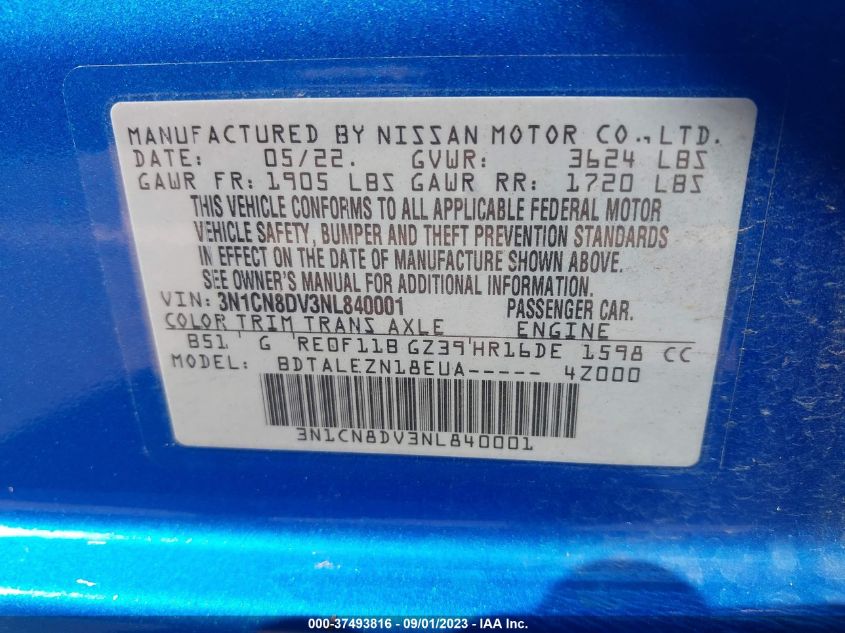 MANUFACTURED BY NISSAN MOTOR CO.,LTD.
DATE: 05/22. GVWR: 3624 LBS
GAWR FR: 1905 LBS GAWR RR: 1720 LBS
THIS VEHICLE CONFORMS TO ALL APPLICABLE FEDERAL MOTOR
VEHICLE SAFETY, BUMPER AND THEFT PREVENTION STANDARDS
IN EFFECT ON THE DATE OF MANUFACTURE SHOWN ABOVE.
SEE OWNER'S MANUAL FOR ADDITIONAL INFORMATION.
VIN: 3N1CN8DV3NL840001 PASSENGER CAR.
COLOR TRIM TRANS AXLE ENGINE
B51 G RE0F11B GZ39 HR16DE 1598 CC
MODEL: BDTALEZN18EUA----- 4Z000
3N1CN8DV3NL840001
000-37493816 - 09/01/2023 - IAA Inc.